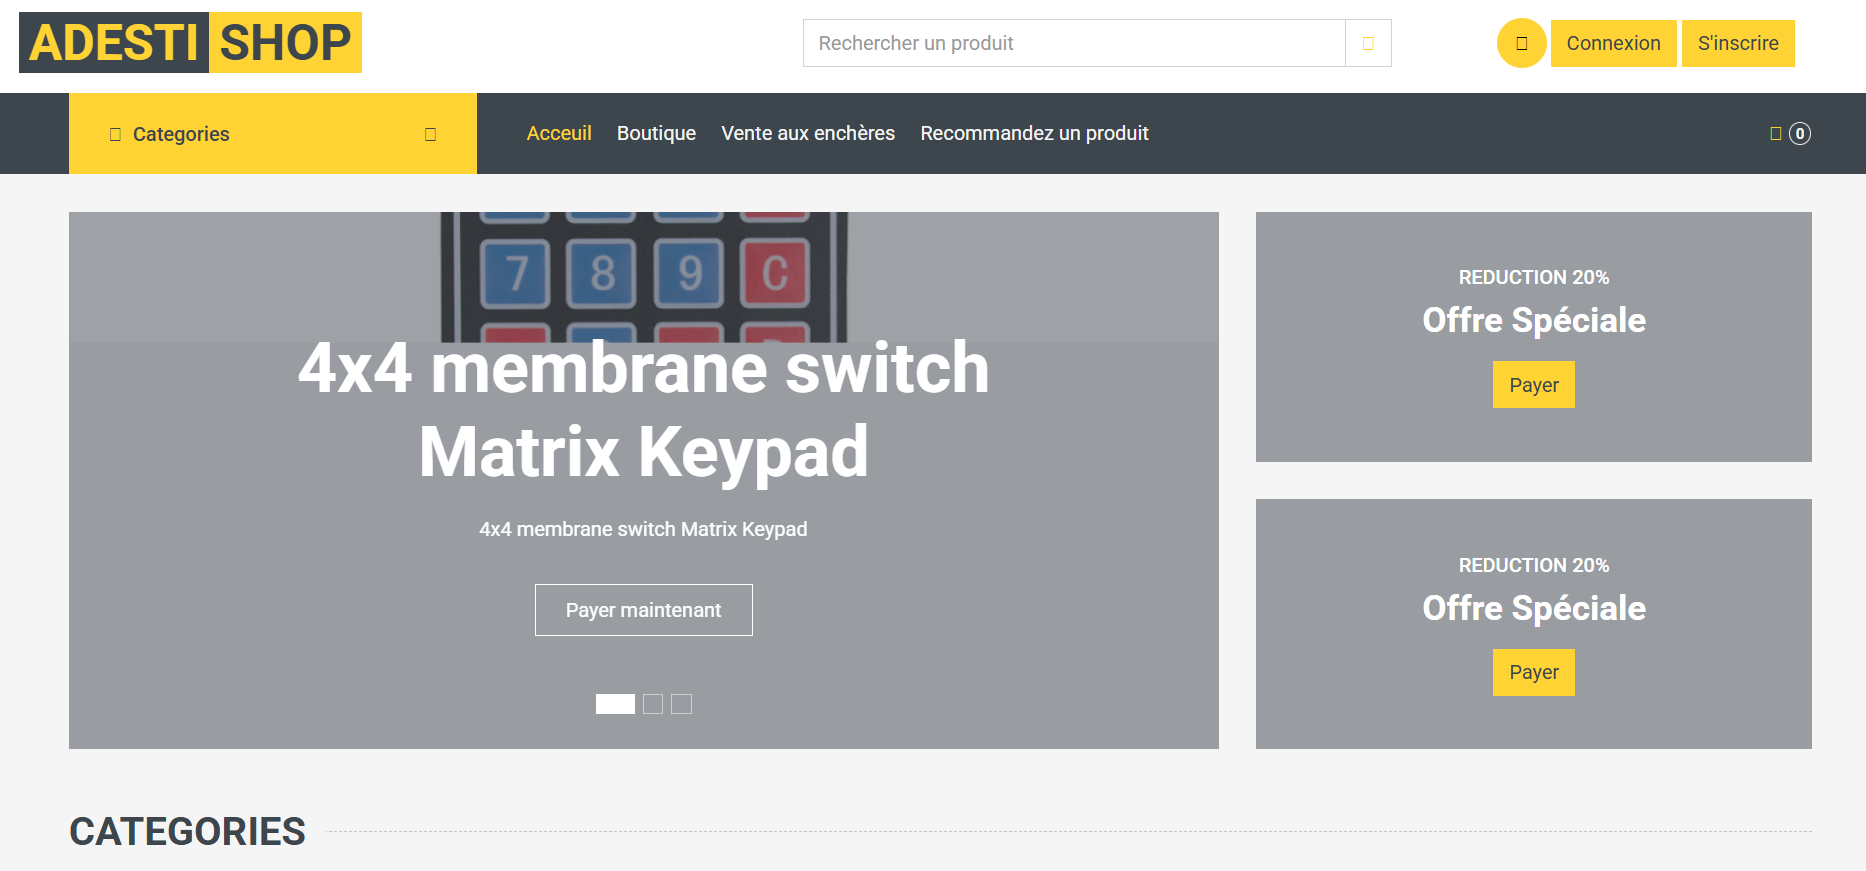 ADESTI SHOP
Rechercher un produit
Connexion
S'inscrire
Categories
Acceuil
Boutique
Vente aux enchères
Recommandez un produit
0
7 8 9 C
4x4 membrane switch
Matrix Keypad
4x4 membrane switch Matrix Keypad
Payer maintenant
REDUCTION 20%
Offre Spéciale
Payer
REDUCTION 20%
Offre Spéciale
Payer
CATEGORIES